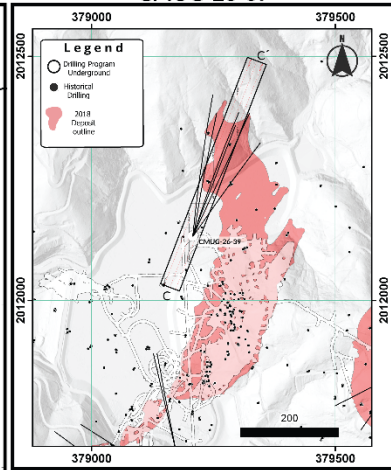 379000
379500
2012500
2012500
Legend
Drilling Program
Underground
Historical
Drilling
2018
Deposit
outline
N
C´
CMUG-26-39
C
2012000
2012000
200
379000
379500